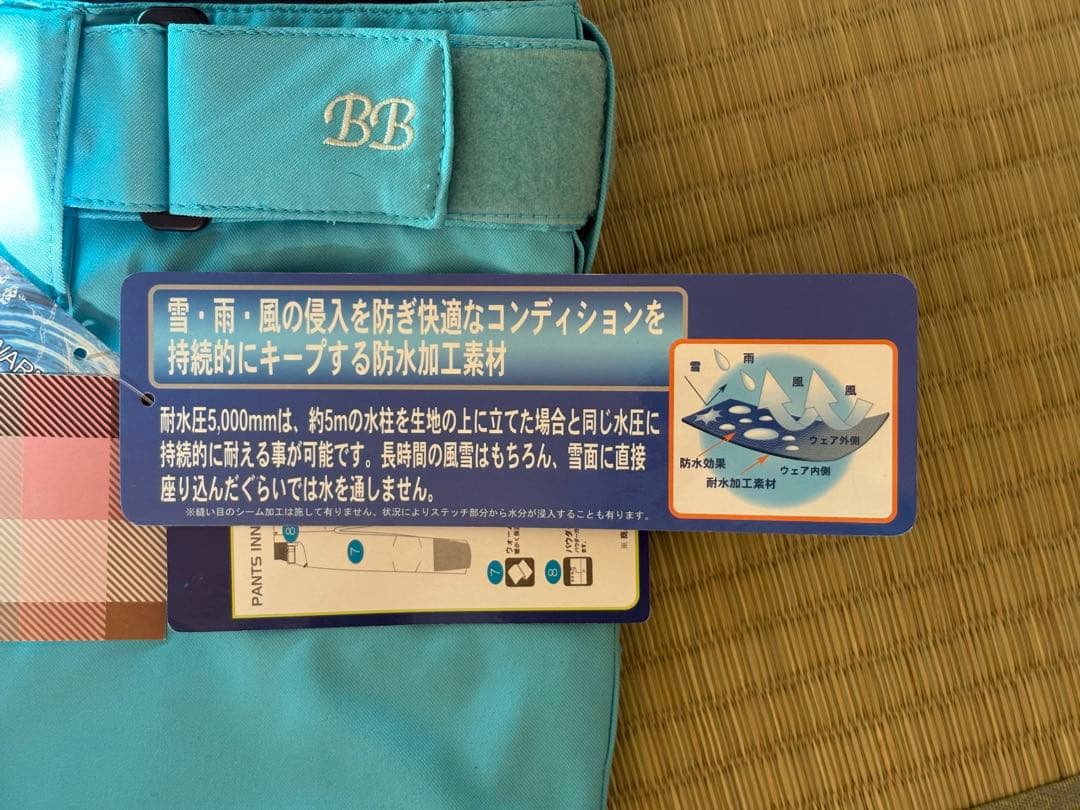 BB
雪・雨・風の侵入を防ぎ快適なコンディションを
持続的にキープする防水加工素材
耐水圧5,000mmは、約5mの水柱を生地の上に立てた場合と同じ水圧に
持続的に耐える事が可能です。長時間の風雪はもちろん、雪面に直接
座り込んだぐらいでは水を通しません。
※縫い目のシーム加工は施して有りません、状況によりステッチ部分から水分が浸入することも有ります。
雪
雨
風
風
ウェア外側
防水効果
ウェア内側
耐水加工素材
PANTS INN
8
7
7
8